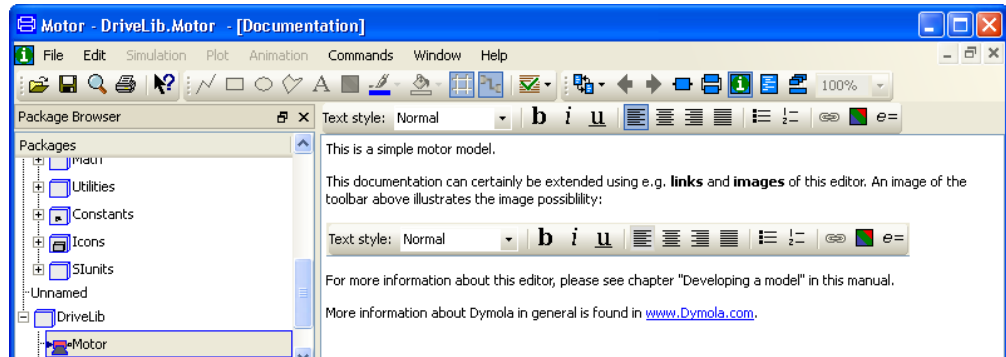 Motor - DriveLib.Motor - [Documentation]
File Edit Simulation Plot Animation Commands Window Help
100%
Package Browser
Text style: Normal b i u e=
Packages
Math
Utilities
Constants
Icons
SIunits
Unnamed
DriveLib
Motor
This is a simple motor model.
This documentation can certainly be extended using e.g. links and images of this editor. An image of the
toolbar above illustrates the image possiblility:
Text style: Normal b i u e=
For more information about this editor, please see chapter "Developing a model" in this manual.
More information about Dymola in general is found in www.Dymola.com.